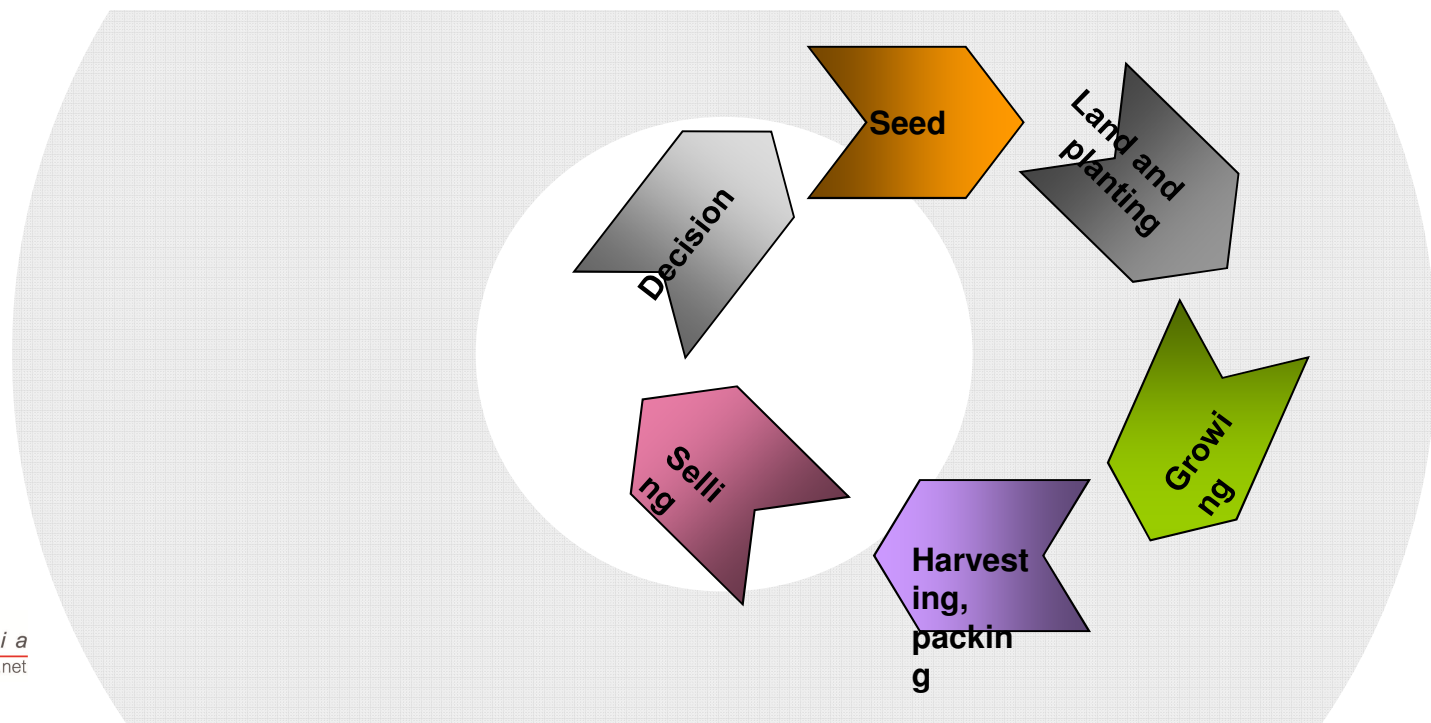 Seed
Land and
planting
Decision
Growi
ng
Selli
ng
Harvest
ing,
packin
g
i a
net